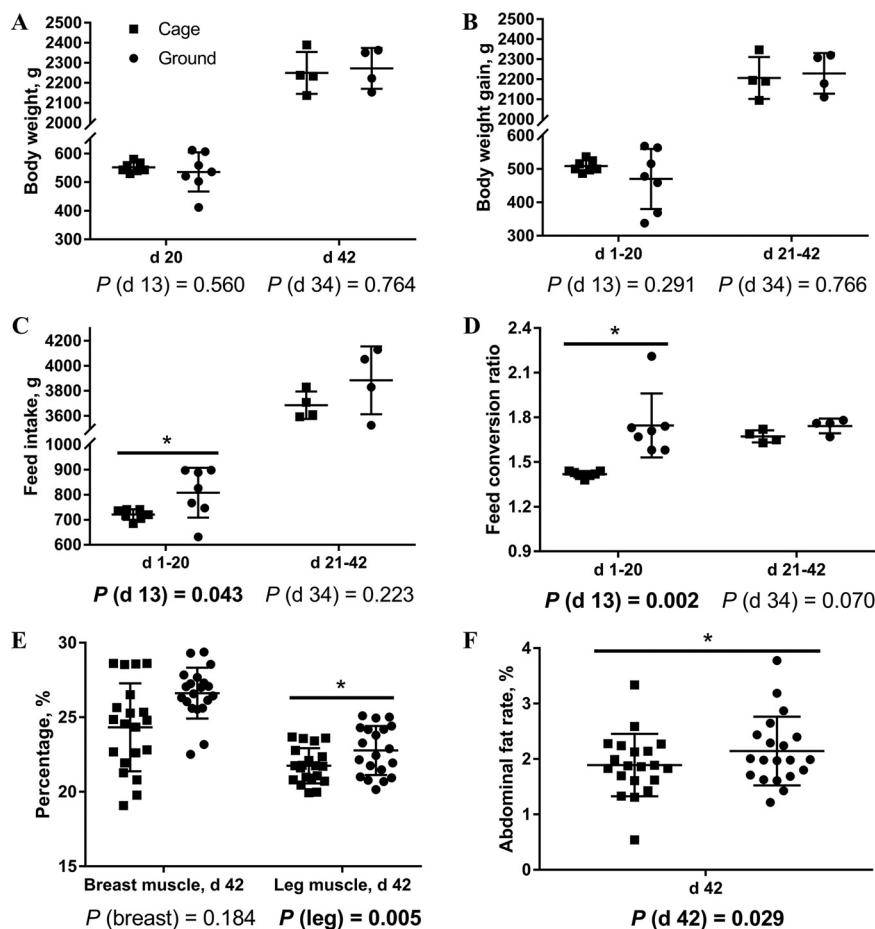 A
Cage
Ground
Body weight, g
2500
2400
2300
2200
2100
2000
600
500
400
300
d 20
d 42
P (d 13) = 0.560
P (d 34) = 0.764
B
Body weight gain, g
2500
2400
2300
2200
2100
2000
600
500
400
300
d 1-20
d 21-42
P (d 13) = 0.291
P (d 34) = 0.766
C
Feed intake, g
4200
4000
3800
3600
1000
900
800
700
600
*
d 1-20
d 21-42
P (d 13) = 0.043
P (d 34) = 0.223
D
Feed conversion ratio
2.4
2.1
1.8
1.5
1.2
0.9
*
d 1-20
d 21-42
P (d 13) = 0.002
P (d 34) = 0.070
E
Percentage, %
30
25
20
15
*
Breast muscle, d 42
Leg muscle, d 42
P (breast) = 0.184
P (leg) = 0.005
F
Abdominal fat rate, %
4
3
2
1
0
*
d 42
P (d 42) = 0.029